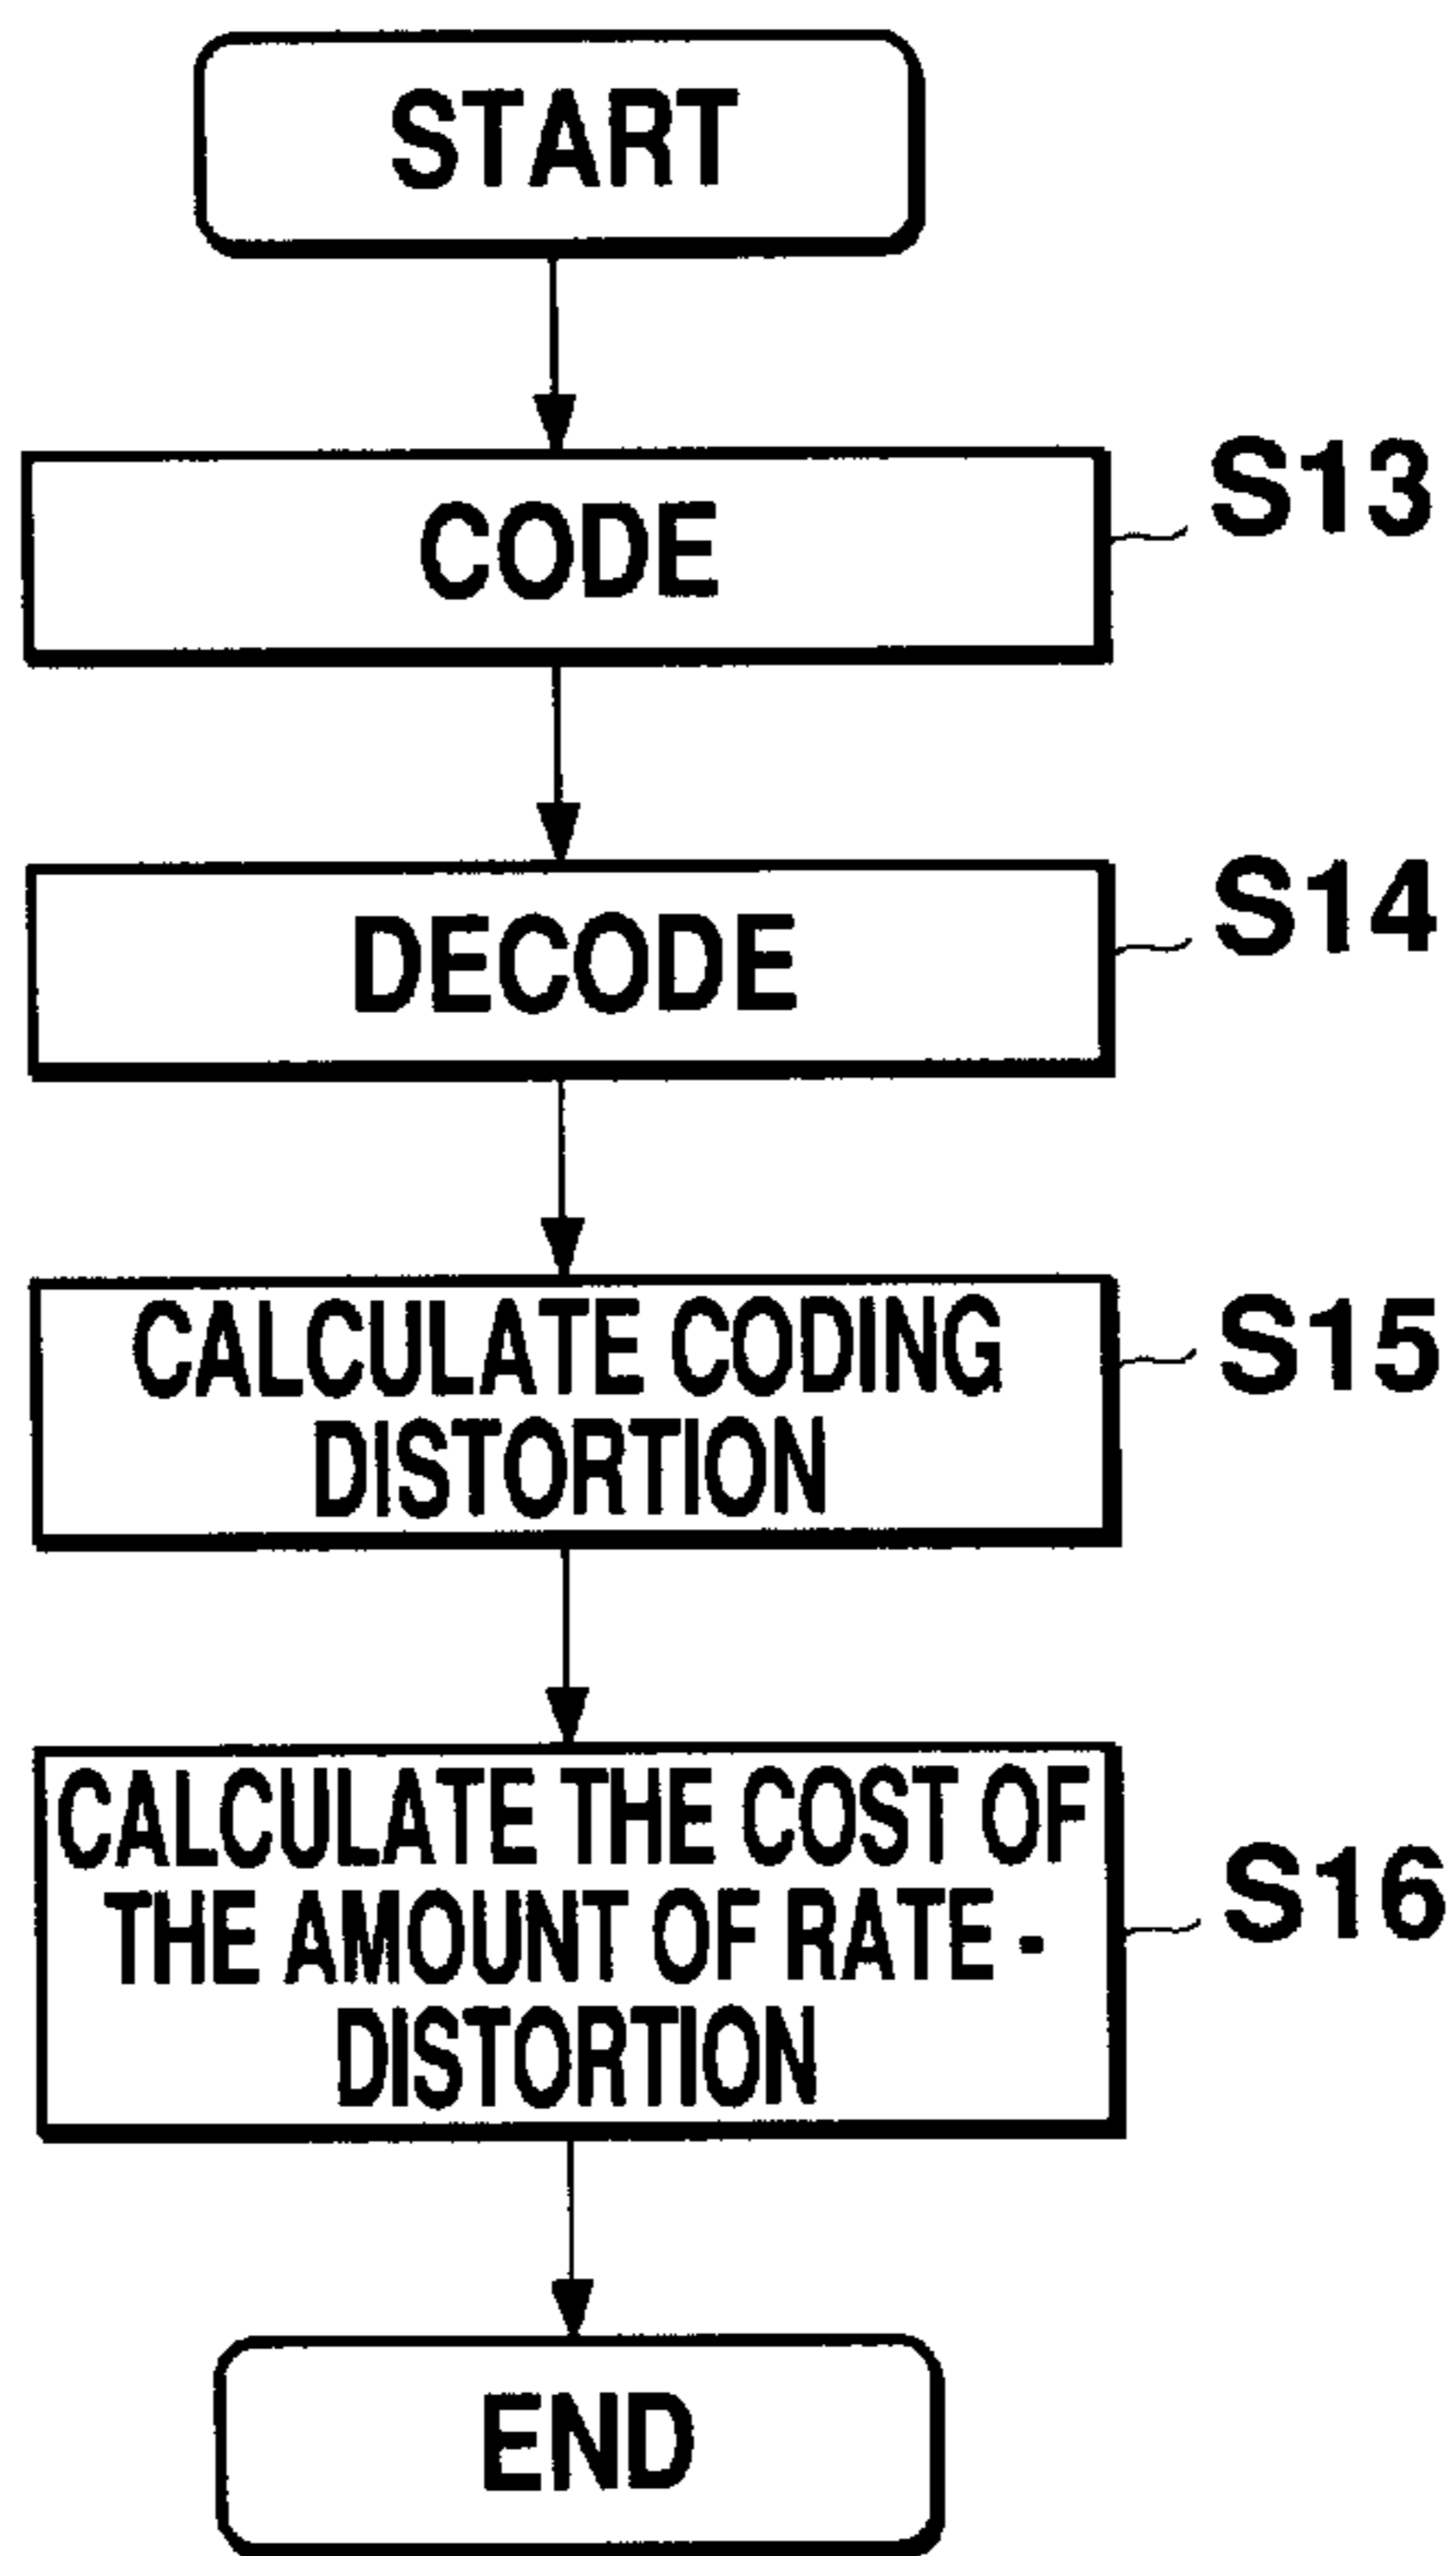 START
CODE
S13
DECODE
S14
CALCULATE CODING
DISTORTION
S15
CALCULATE THE COST OF
THE AMOUNT OF RATE -
DISTORTION
S16
END